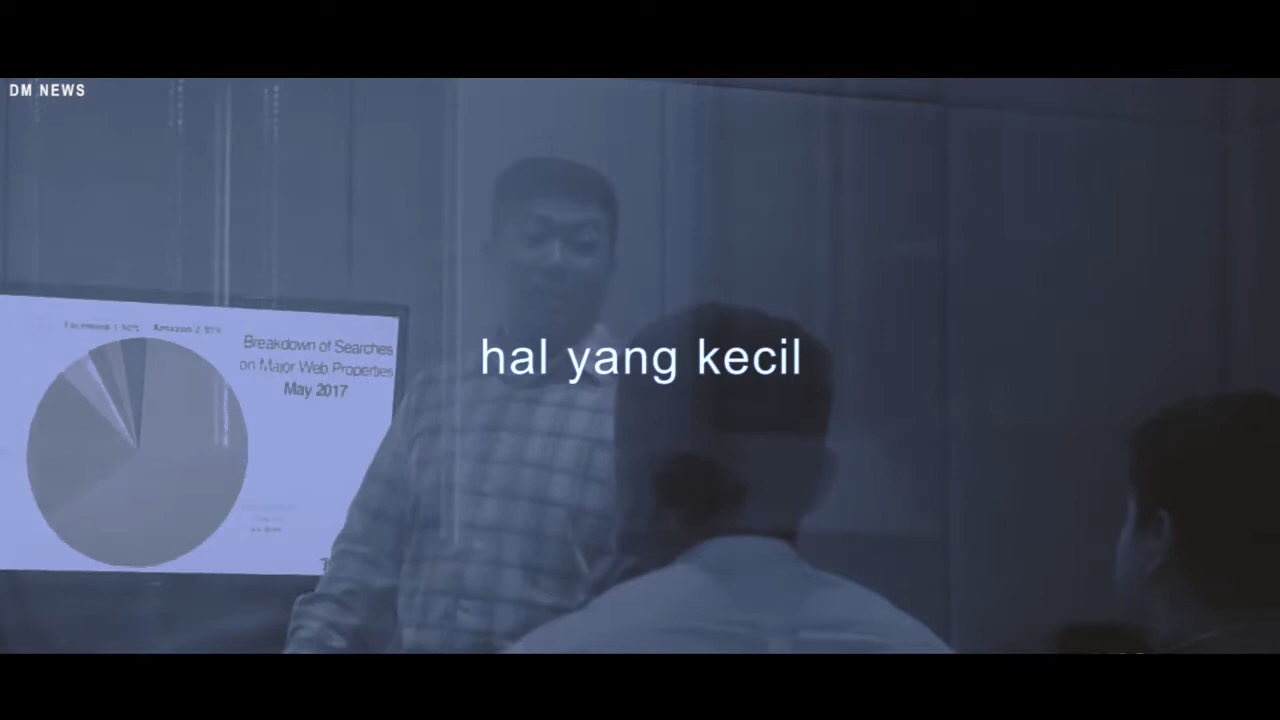 DM NEWS
Breakdown of Searches
on Major Web Properties
May 2017
hal yang kecil